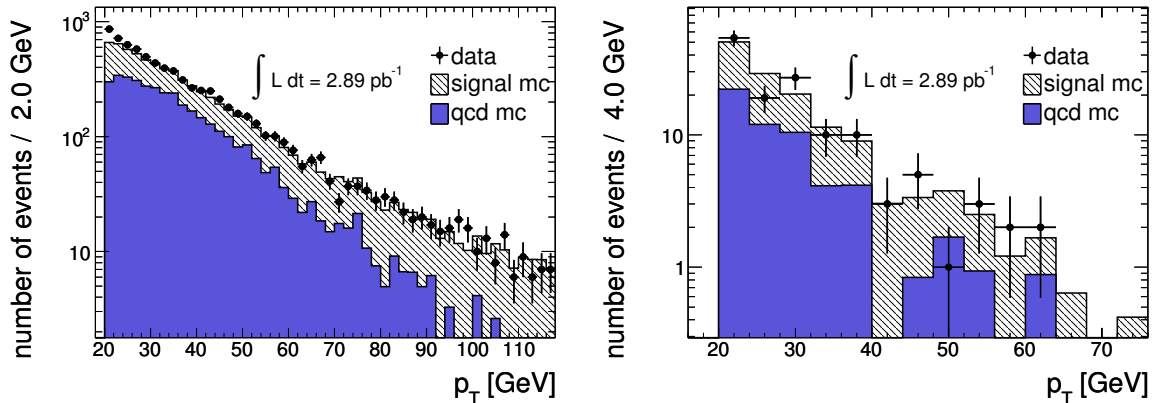 number of events / 2.0 GeV
10³
10²
10
∫ L dt = 2.89 pb⁻¹
data
signal mc
qcd mc
20 30 40 50 60 70 80 90 100 110
p_T [GeV]
number of events / 4.0 GeV
10
1
∫ L dt = 2.89 pb⁻¹
data
signal mc
qcd mc
20 30 40 50 60 70
p_T [GeV]